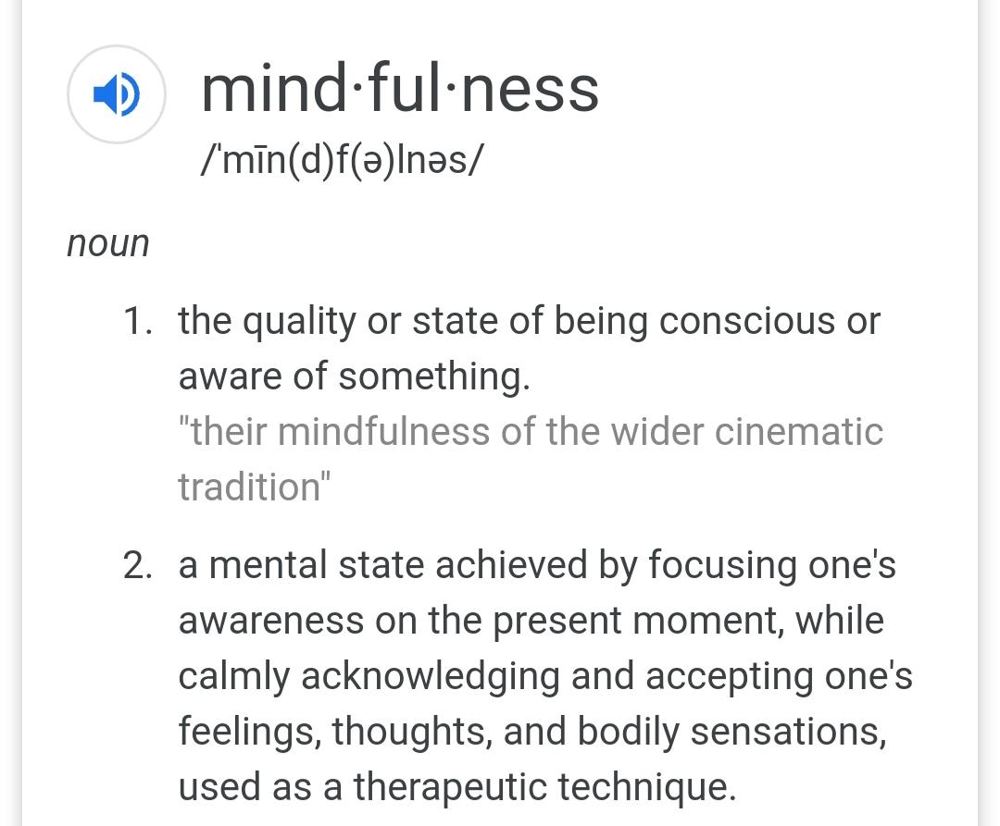 mind·ful·ness
/ˈmīn(d)f(ə)lnəs/
noun
1. the quality or state of being conscious or
aware of something.
"their mindfulness of the wider cinematic
tradition"
2. a mental state achieved by focusing one's
awareness on the present moment, while
calmly acknowledging and accepting one's
feelings, thoughts, and bodily sensations,
used as a therapeutic technique.